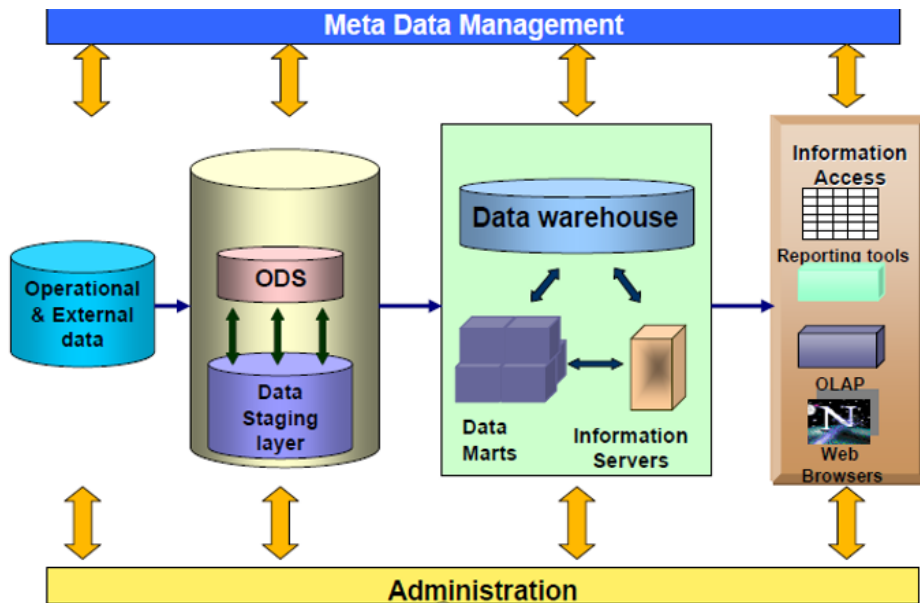 Meta Data Management
Operational
& External
data
ODS
Data
Staging
layer
Data warehouse
Data
Marts
Information
Servers
Information
Access
Reporting tools
OLAP
N
Web
Browsers
Administration